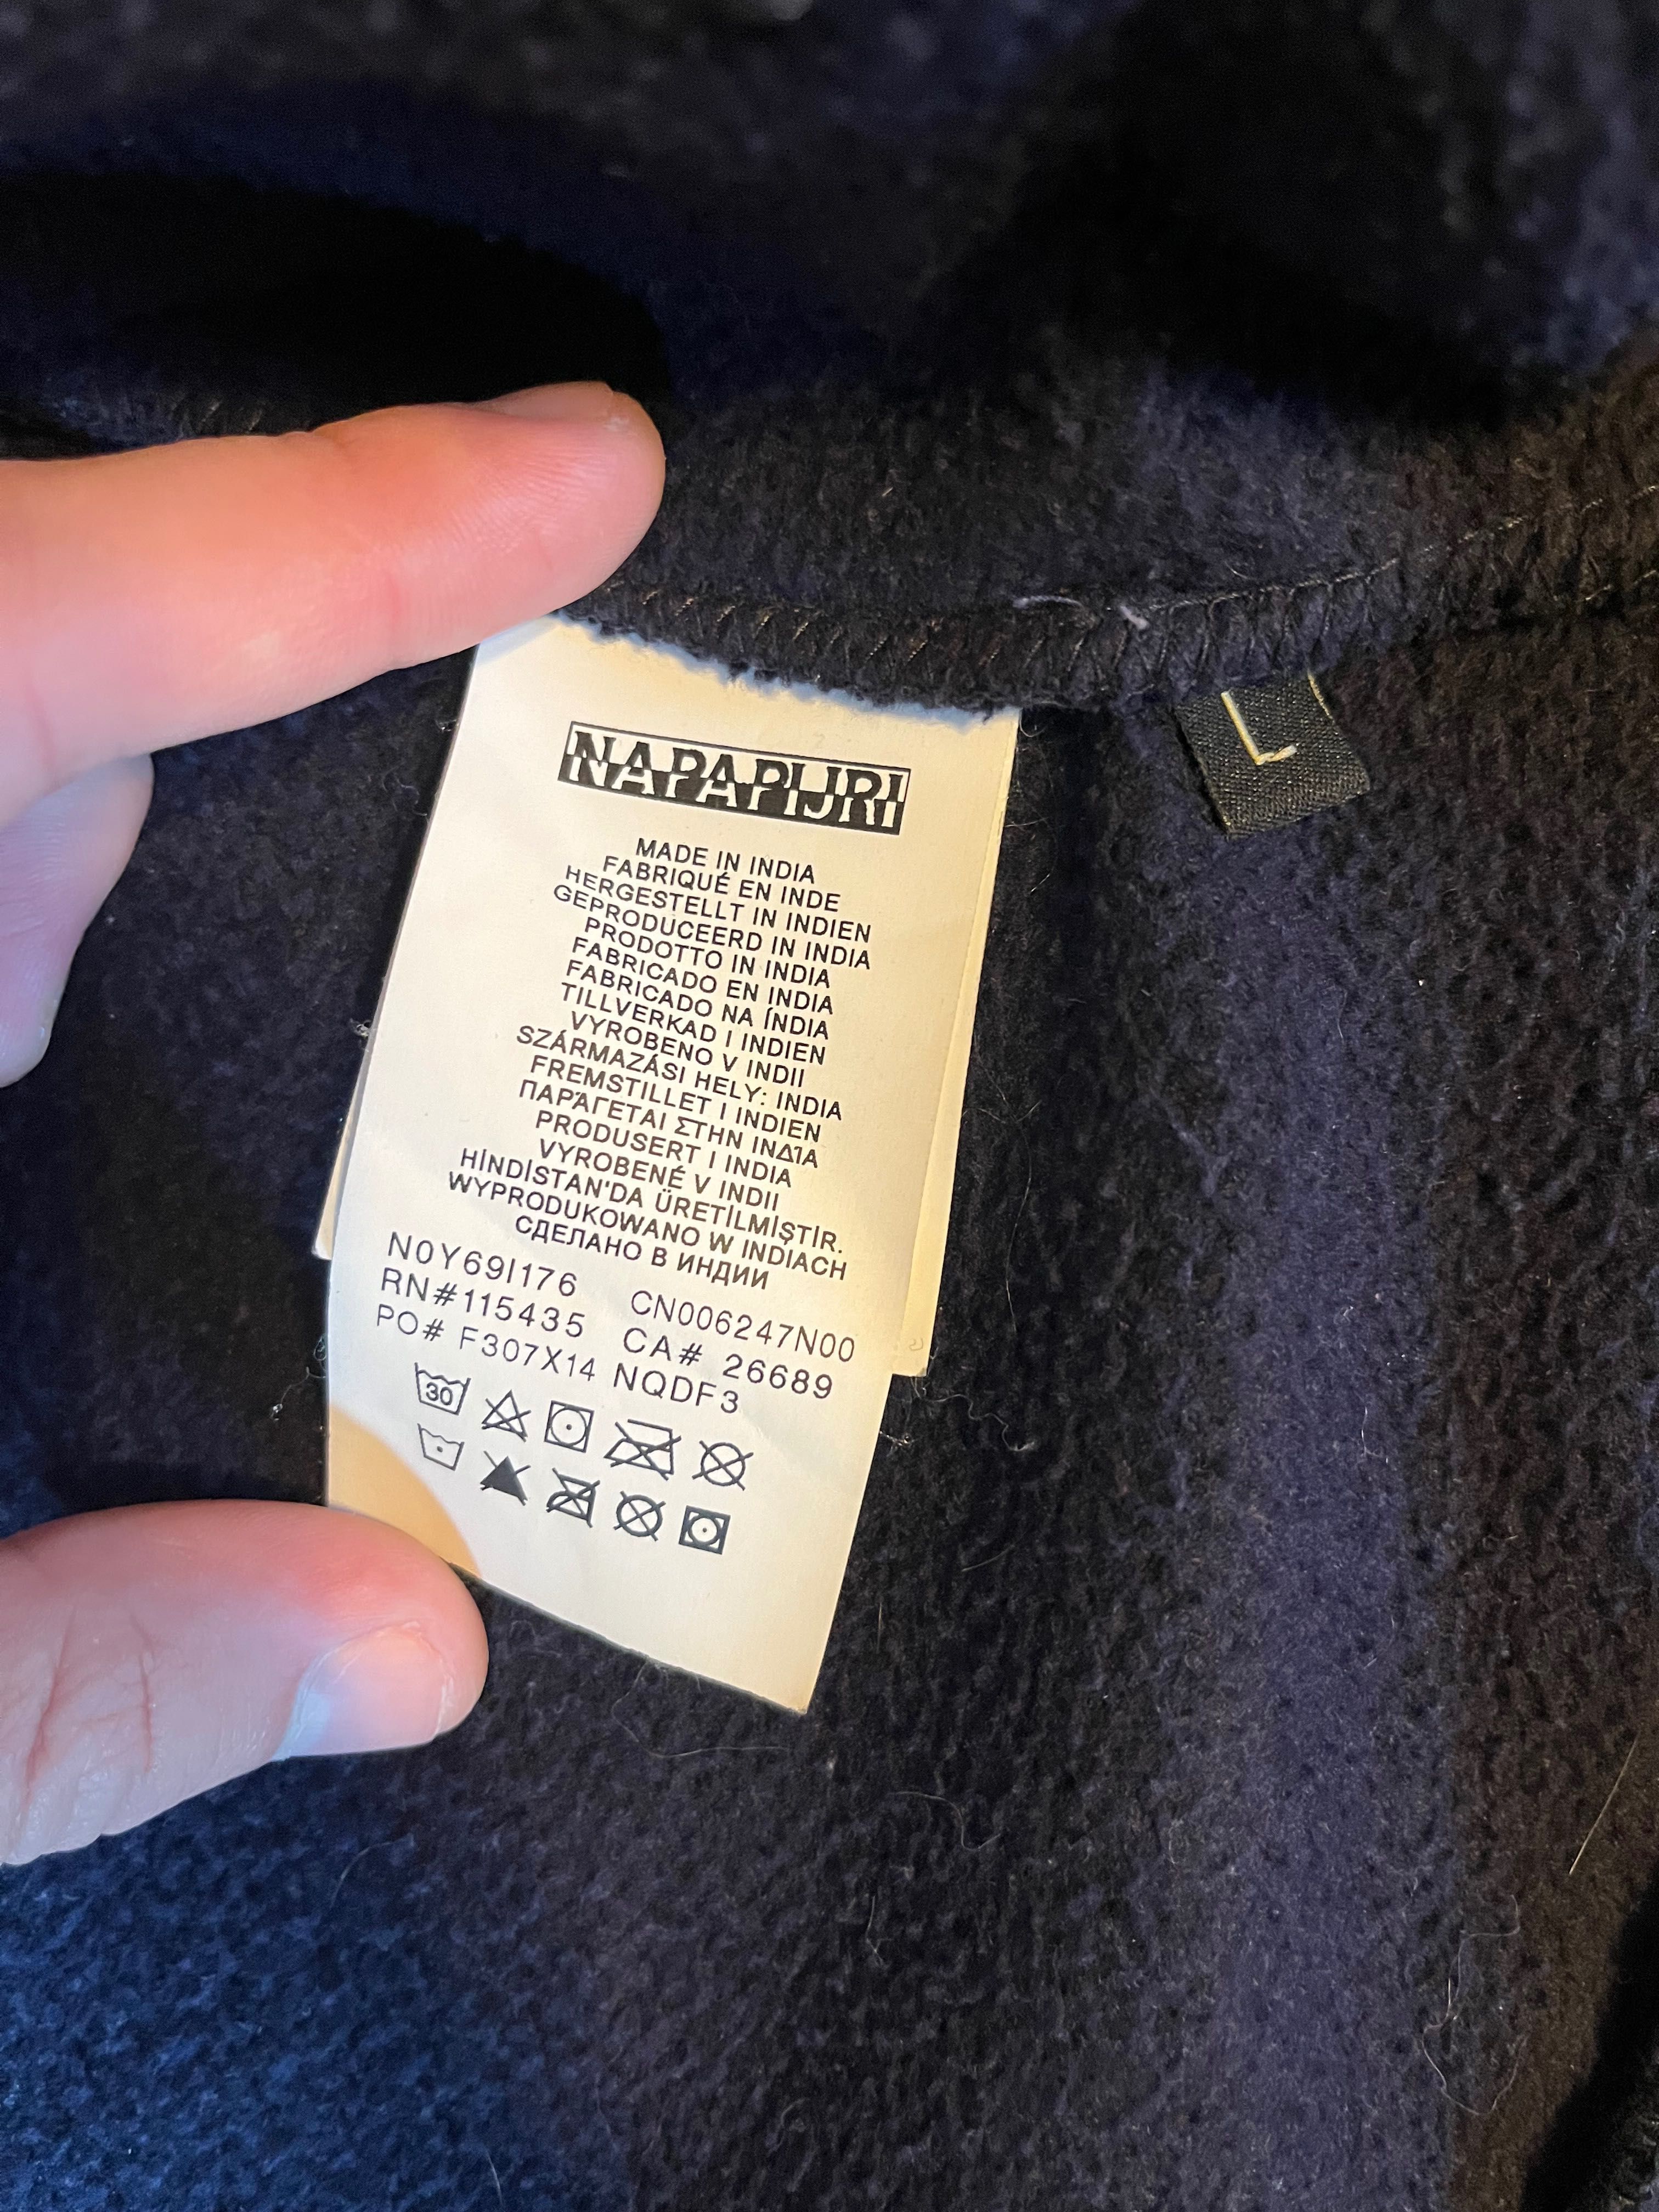 NAPAPIJRI
L
MADE IN INDIA
FABRIQUÉ EN INDE
HERGESTELLT IN INDIEN
GEPRODUCEERD IN INDIA
PRODOTTO IN INDIA
FABRICADO EN INDIA
FABRICADO NA ÍNDIA
TILLVERKAD I INDIEN
VYROBENO V INDII
SZÁRMAZÁSI HELY: INDIA
FREMSTILLET I INDIEN
ΠΑΡΆΓΕΤΑΙ ΣΤΗΝ ΙΝΔΊΑ
PRODUSERT I INDIA
VYROBENÉ V INDII
HİNDİSTAN'DA ÜRETİLMİŞTİR.
WYPRODUKOWANO W INDIACH
СДЕЛАНО В ИНДИИ
N0Y69I176 CN006247N00
RN#115435 CA# 26689
PO# F307X14 NQDF3
30